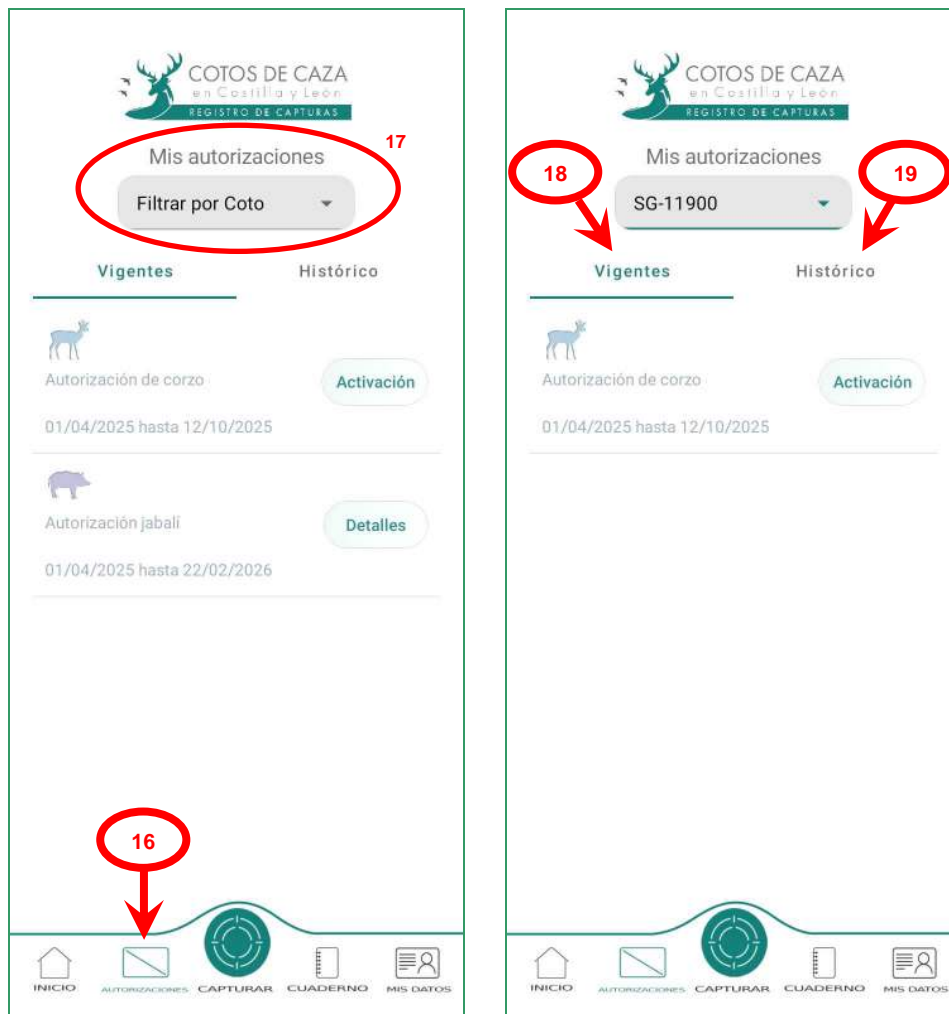 COTOS DE CAZA
en Castilla y León
REGISTRO DE CAPTURAS
Mis autorizaciones
17
Filtrar por Coto
Vigentes
Histórico
Autorización de corzo
Activación
01/04/2025 hasta 12/10/2025
Autorización jabalí
Detalles
01/04/2025 hasta 22/02/2026
16
INICIO
AUTORIZACIONES
CAPTURAR
CUADERNO
MIS DATOS
COTOS DE CAZA
en Castilla y León
REGISTRO DE CAPTURAS
Mis autorizaciones
18
19
SG-11900
Vigentes
Histórico
Autorización de corzo
Activación
01/04/2025 hasta 12/10/2025
INICIO
AUTORIZACIONES
CAPTURAR
CUADERNO
MIS DATOS